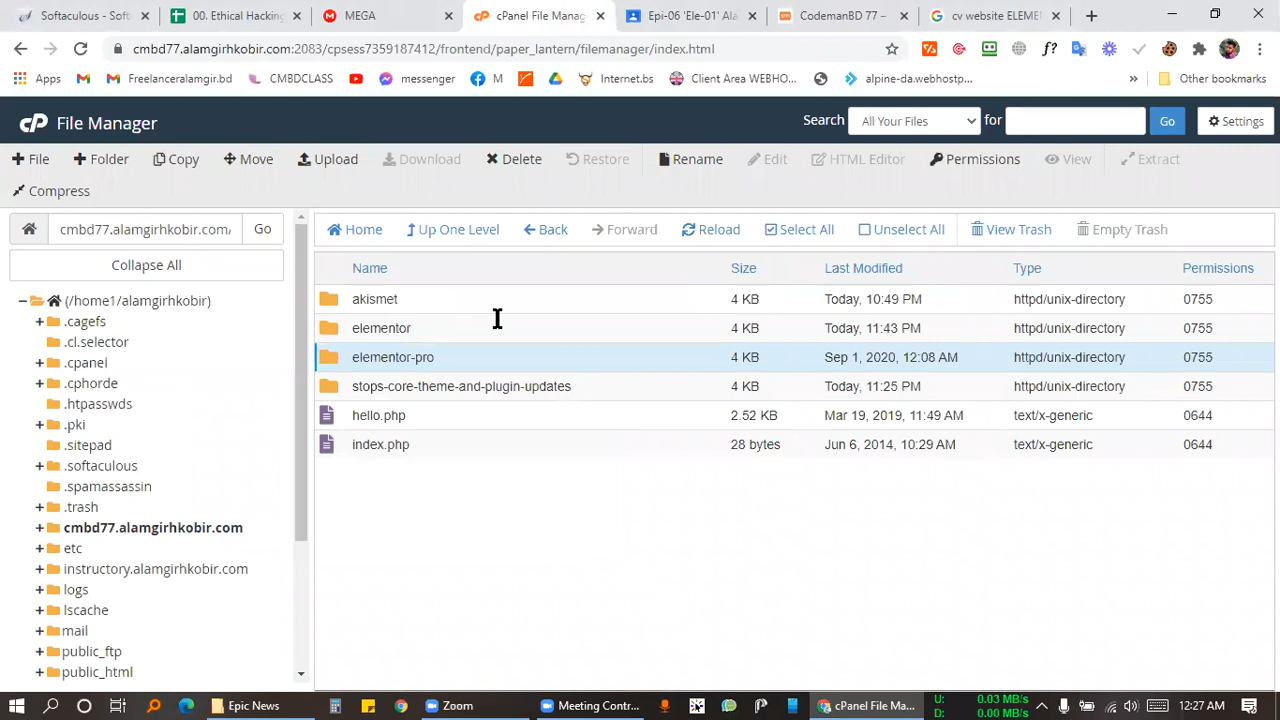 Softaculous - Soft
00. Ethical Hacking
MEGA
cPanel File Manag
Epi-06 'Ele-01' Ala
CodemanBD 77 –
cv website ELEMEN
cmbd77.alamgirhkobir.com:2083/cpsess7359187412/frontend/paper_lantern/filemanager/index.html
Apps
Freelanceralamgir.bd
CMBDCLASS
messenger
M
Internet.bs
Client Area WEBHO...
alpine-da.webhostp...
»
Other bookmarks
cP File Manager
Search
All Your Files
for
Go
Settings
File
Folder
Copy
Move
Upload
Download
Delete
Restore
Rename
Edit
HTML Editor
Permissions
View
Extract
Compress
cmbd77.alamgirhkobir.com/
Go
Home
Up One Level
Back
Forward
Reload
Select All
Unselect All
View Trash
Empty Trash
Collapse All
Name Size Last Modified Type Permissions
akismet 4 KB Today, 10:49 PM httpd/unix-directory 0755
elementor 4 KB Today, 11:43 PM httpd/unix-directory 0755
elementor-pro 4 KB Sep 1, 2020, 12:08 AM httpd/unix-directory 0755
stops-core-theme-and-plugin-updates 4 KB Today, 11:25 PM httpd/unix-directory 0755
hello.php 2.52 KB Mar 19, 2019, 11:49 AM text/x-generic 0644
index.php 28 bytes Jun 6, 2014, 10:29 AM text/x-generic 0644
(/home1/alamgirhkobir)
.cagefs
.cl.selector
.cpanel
.cphorde
.htpasswds
.pki
.sitepad
.softaculous
.spamassassin
.trash
cmbd77.alamgirhkobir.com
etc
instructory.alamgirhkobir.com
logs
lscache
mail
public_ftp
public_html
Epic News
Zoom
Meeting Contr...
cPanel File Ma...
U: 0.03 MB/s
D: 0.00 MB/s
12:27 AM